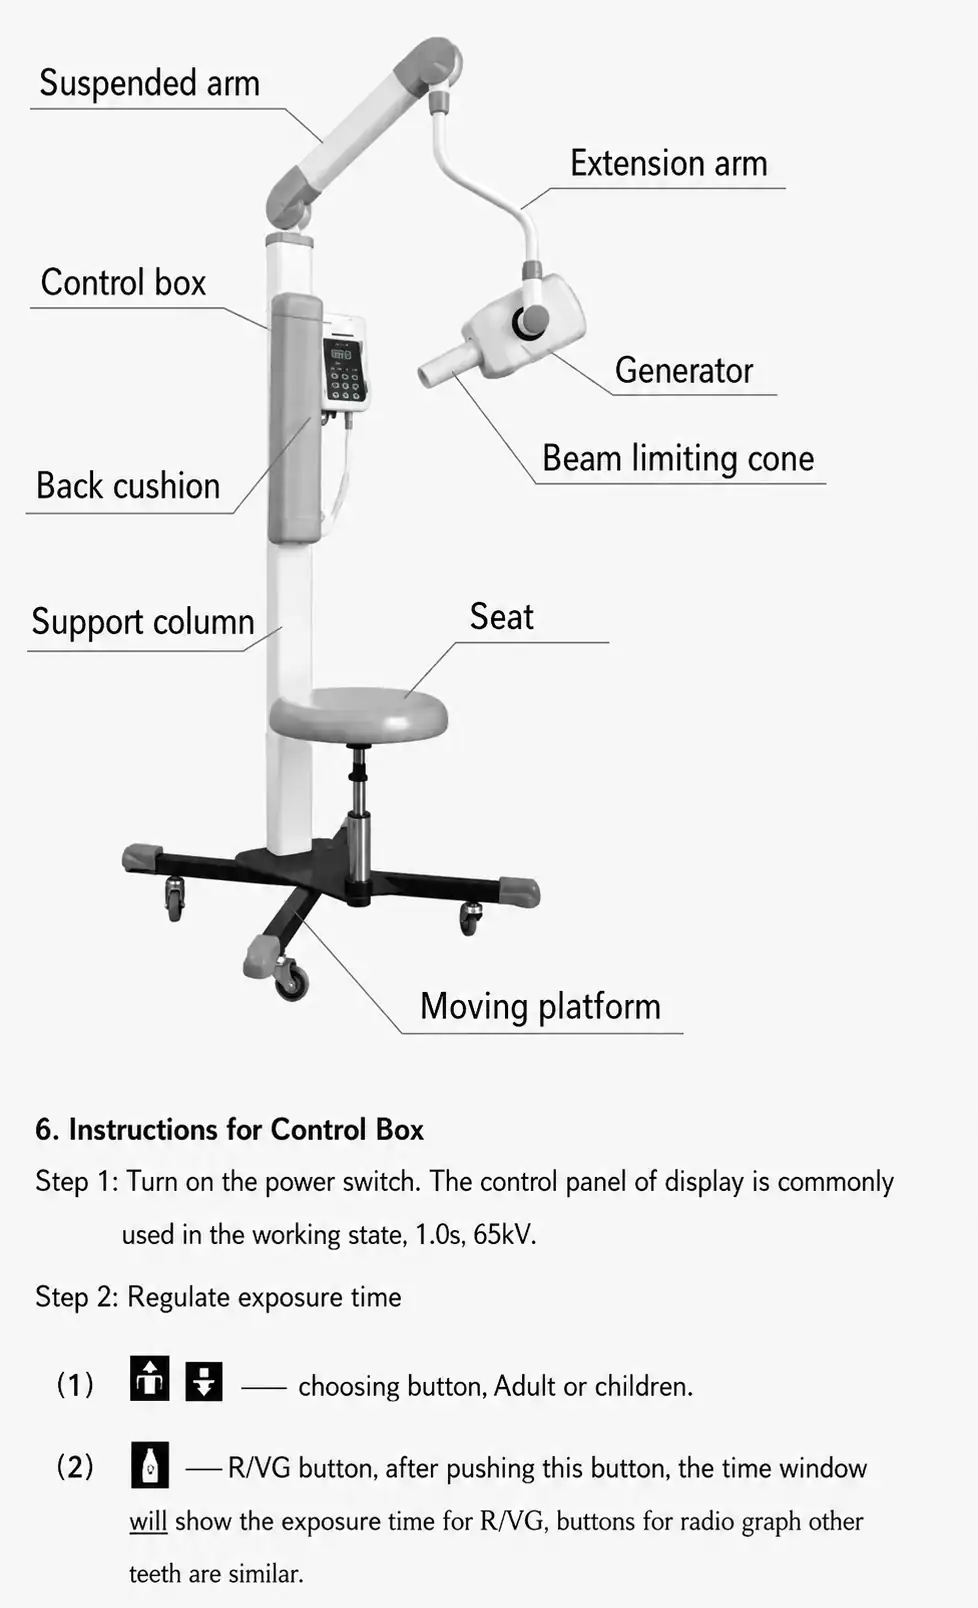 Suspended arm
Extension arm
Control box
Generator
Beam limiting cone
Back cushion
Seat
Support column
Moving platform
6. Instructions for Control Box
Step 1: Turn on the power switch. The control panel of display is commonly
used in the working state, 1.0s, 65kV.
Step 2: Regulate exposure time
(1) —— choosing button, Adult or children.
(2) —— R/VG button, after pushing this button, the time window
will show the exposure time for R/VG, buttons for radio graph other
teeth are similar.